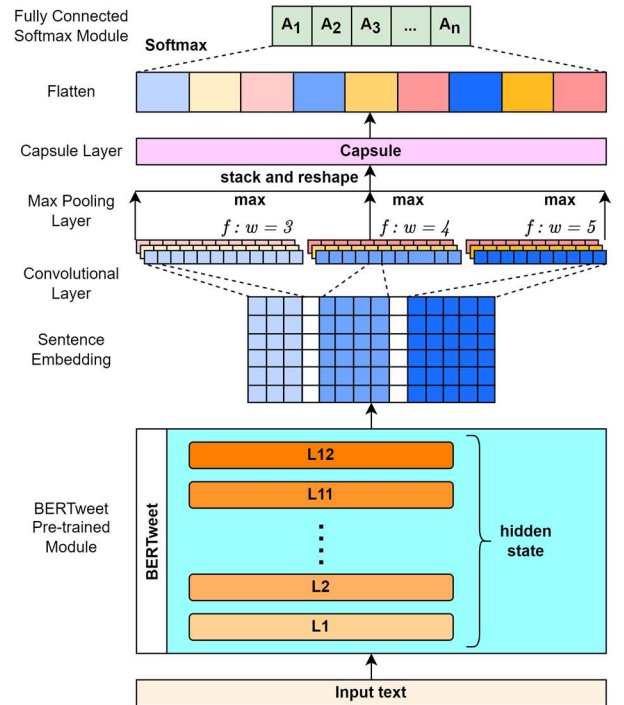 Fully Connected
Softmax Module
A1 A2 A3 ... An
Softmax
Flatten
Capsule Layer
Capsule
stack and reshape
Max Pooling
Layer
max max max
f : w = 3 f : w = 4 f : w = 5
Convolutional
Layer
Sentence
Embedding
BERTweet
Pre-trained
Module
BERTweet
L12
L11
L2
L1
hidden
state
Input text